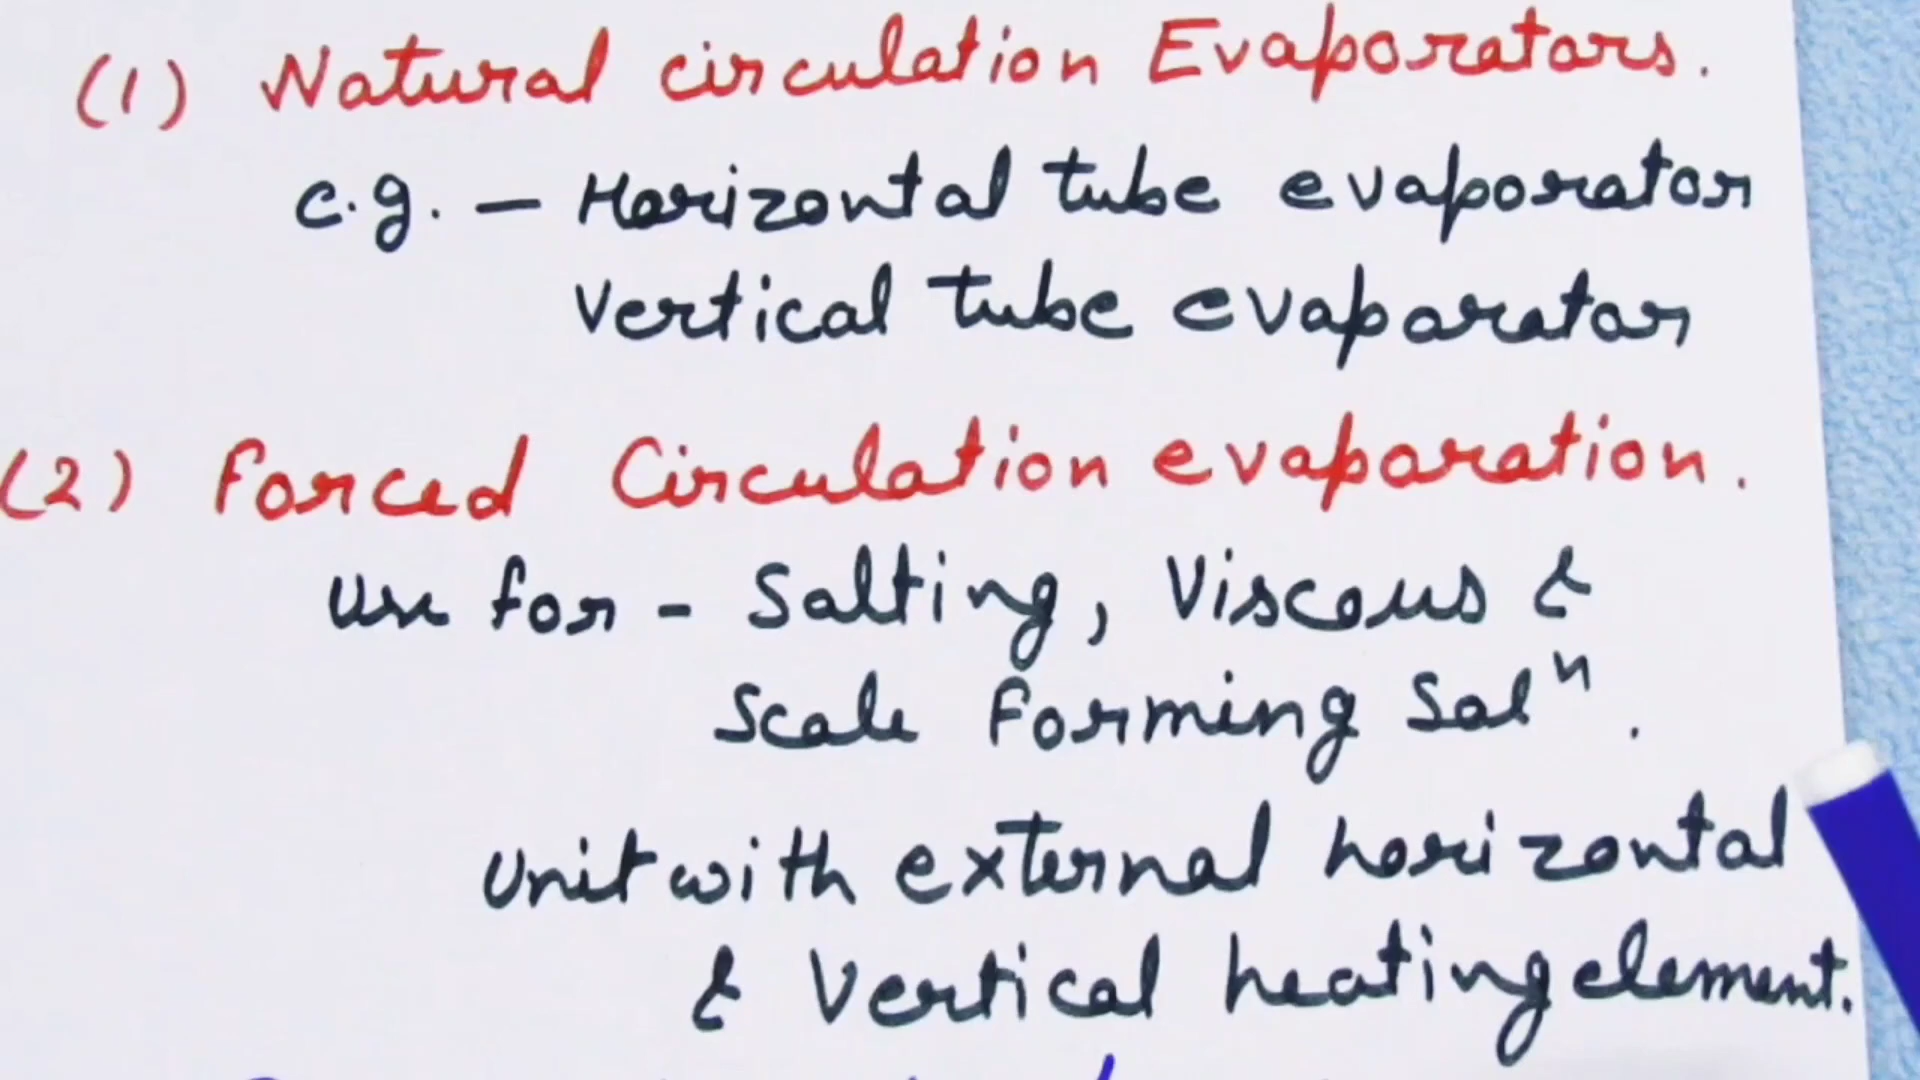 (1) Natural circulation Evaporators.
e.g. - Horizontal tube evaporator
Vertical tube evaporator
(2) Forced Circulation evaporation.
Use for - Salting, Viscous &
Scale Forming Solⁿ.
Unit with external horizontal
& Vertical heating element.